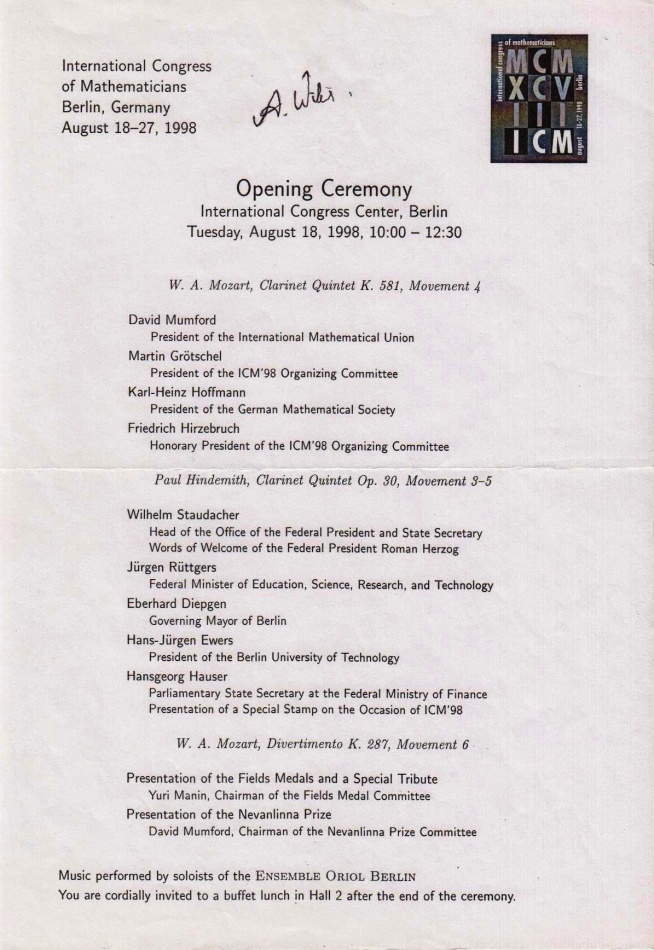 International Congress
of Mathematicians
Berlin, Germany
August 18–27, 1998
A. Wiles
international congress
of mathematicians
MCM
XCV
III
ICM
berlin
august 18-27, 1998
Opening Ceremony
International Congress Center, Berlin
Tuesday, August 18, 1998, 10:00 – 12:30
W. A. Mozart, Clarinet Quintet K. 581, Movement 4
David Mumford
President of the International Mathematical Union
Martin Grötschel
President of the ICM'98 Organizing Committee
Karl-Heinz Hoffmann
President of the German Mathematical Society
Friedrich Hirzebruch
Honorary President of the ICM'98 Organizing Committee
Paul Hindemith, Clarinet Quintet Op. 30, Movement 3–5
Wilhelm Staudacher
Head of the Office of the Federal President and State Secretary
Words of Welcome of the Federal President Roman Herzog
Jürgen Rüttgers
Federal Minister of Education, Science, Research, and Technology
Eberhard Diepgen
Governing Mayor of Berlin
Hans-Jürgen Ewers
President of the Berlin University of Technology
Hansgeorg Hauser
Parliamentary State Secretary at the Federal Ministry of Finance
Presentation of a Special Stamp on the Occasion of ICM'98
W. A. Mozart, Divertimento K. 287, Movement 6
Presentation of the Fields Medals and a Special Tribute
Yuri Manin, Chairman of the Fields Medal Committee
Presentation of the Nevanlinna Prize
David Mumford, Chairman of the Nevanlinna Prize Committee
Music performed by soloists of the ENSEMBLE ORIOL BERLIN
You are cordially invited to a buffet lunch in Hall 2 after the end of the ceremony.